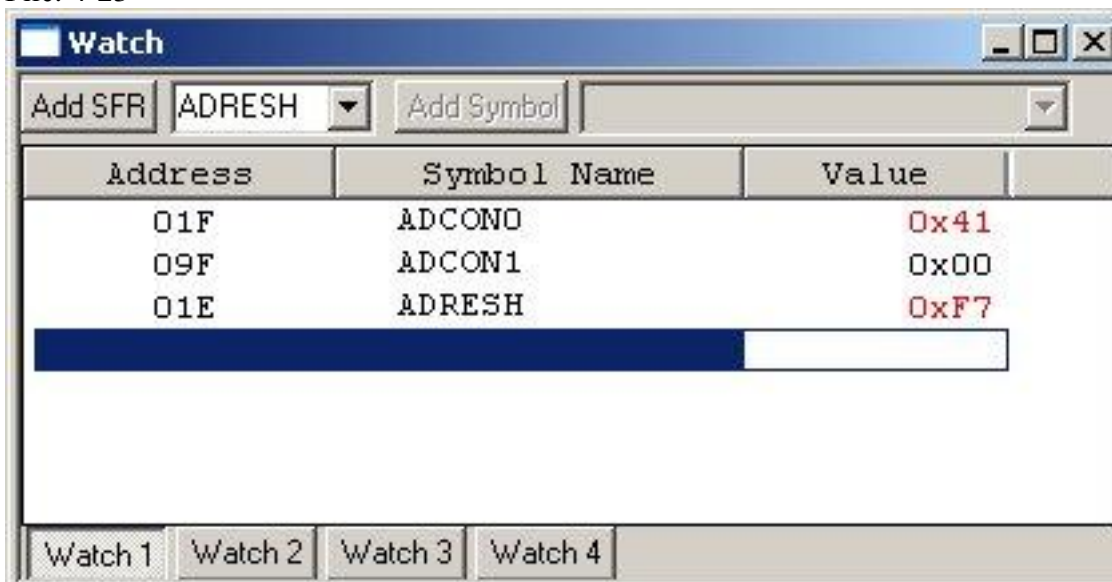 Watch
Add SFR ADRESH Add Symbol
Address Symbol Name Value
01F ADCON0 0x41
09F ADCON1 0x00
01E ADRESH 0xF7
Watch 1 Watch 2 Watch 3 Watch 4